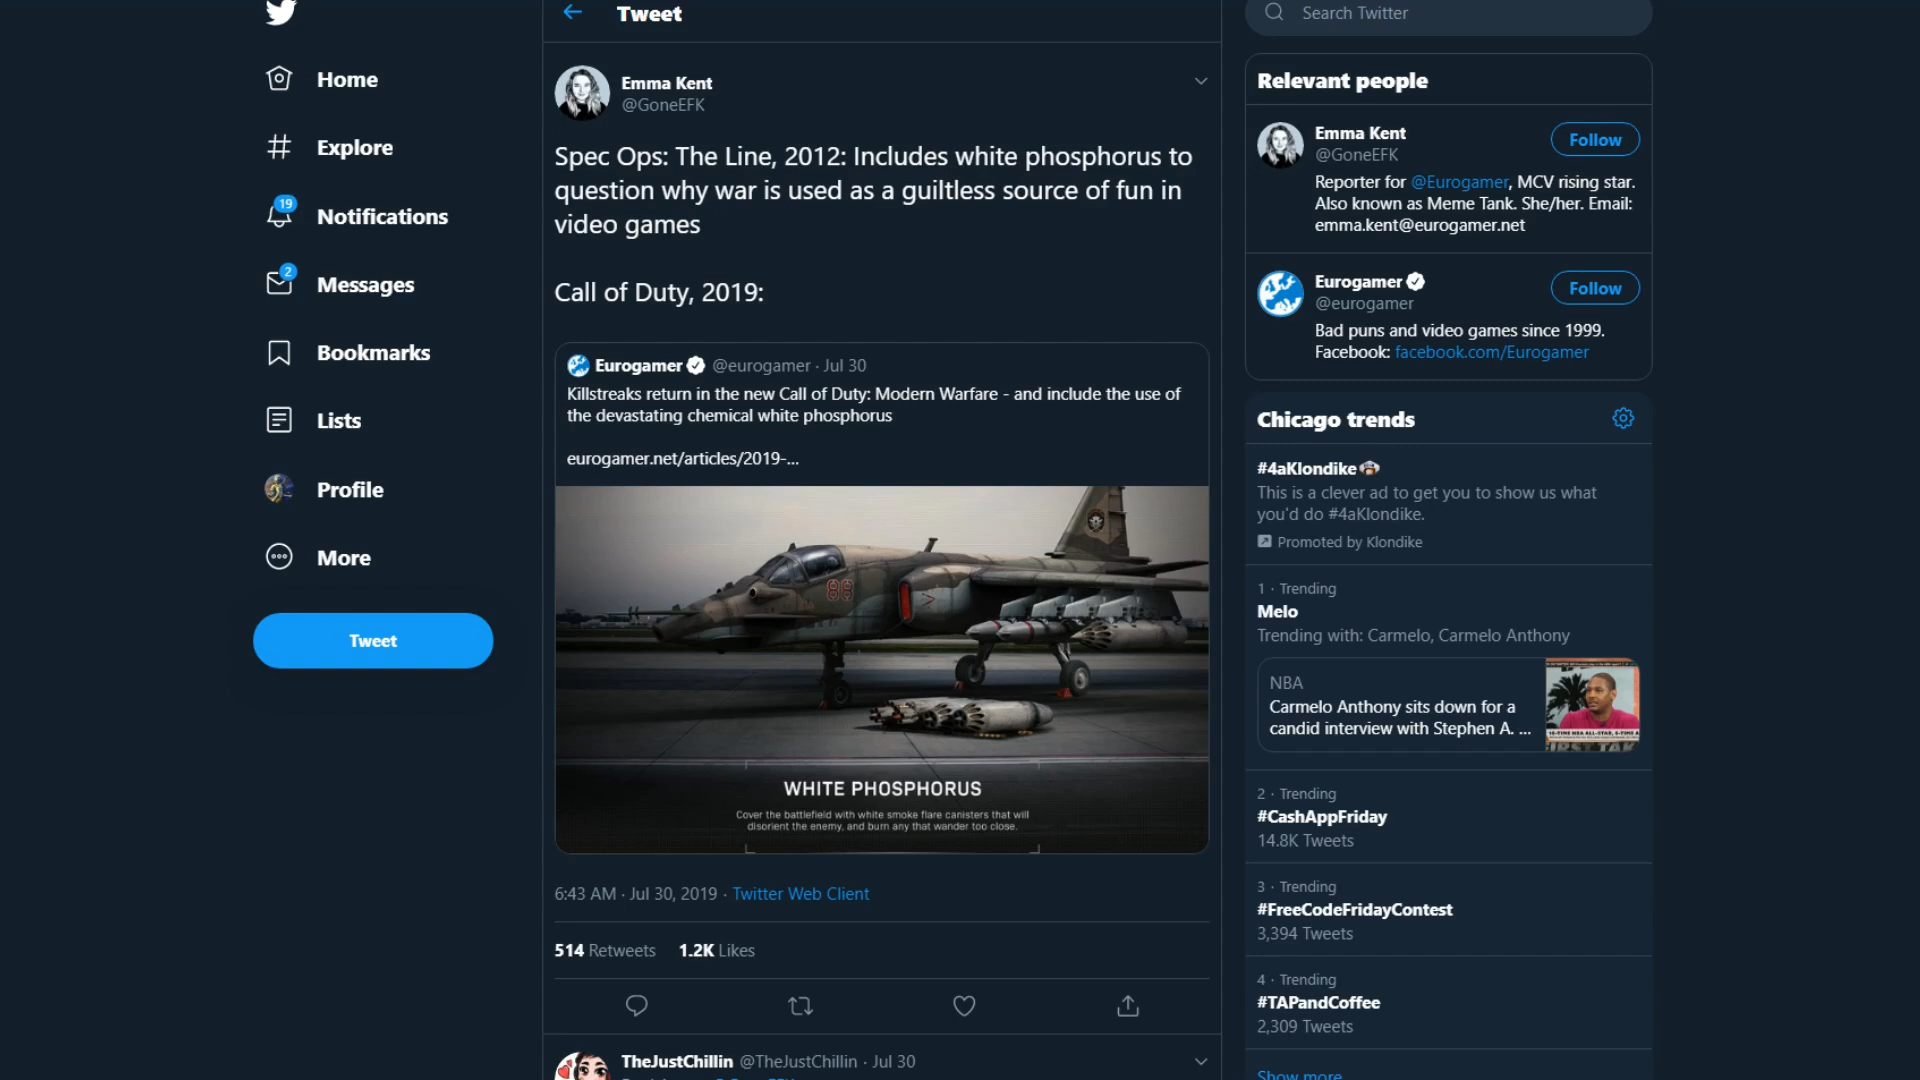 Home
Explore
19
Notifications
2
Messages
Bookmarks
Lists
Profile
More
Tweet
Tweet
Emma Kent
@GoneEFK
Spec Ops: The Line, 2012: Includes white phosphorus to
question why war is used as a guiltless source of fun in
video games
Call of Duty, 2019:
Eurogamer @eurogamer · Jul 30
Killstreaks return in the new Call of Duty: Modern Warfare - and include the use of
the devastating chemical white phosphorus
eurogamer.net/articles/2019-...
88
WHITE PHOSPHORUS
Cover the battlefield with white smoke flare canisters that will
disorient the enemy, and burn any that wander too close.
6:43 AM · Jul 30, 2019 · Twitter Web Client
514 Retweets 1.2K Likes
TheJustChillin @TheJustChillin · Jul 30
Search Twitter
Relevant people
Emma Kent
@GoneEFK
Follow
Reporter for @Eurogamer, MCV rising star.
Also known as Meme Tank. She/her. Email:
emma.kent@eurogamer.net
Eurogamer
@eurogamer
Follow
Bad puns and video games since 1999.
Facebook: facebook.com/Eurogamer
Chicago trends
#4aKlondike
This is a clever ad to get you to show us what
you'd do #4aKlondike.
Promoted by Klondike
1 · Trending
Melo
Trending with: Carmelo, Carmelo Anthony
NBA
Carmelo Anthony sits down for a
candid interview with Stephen A. ...
2 · Trending
#CashAppFriday
14.8K Tweets
3 · Trending
#FreeCodeFridayContest
3,394 Tweets
4 · Trending
#TAPandCoffee
2,309 Tweets
Show more